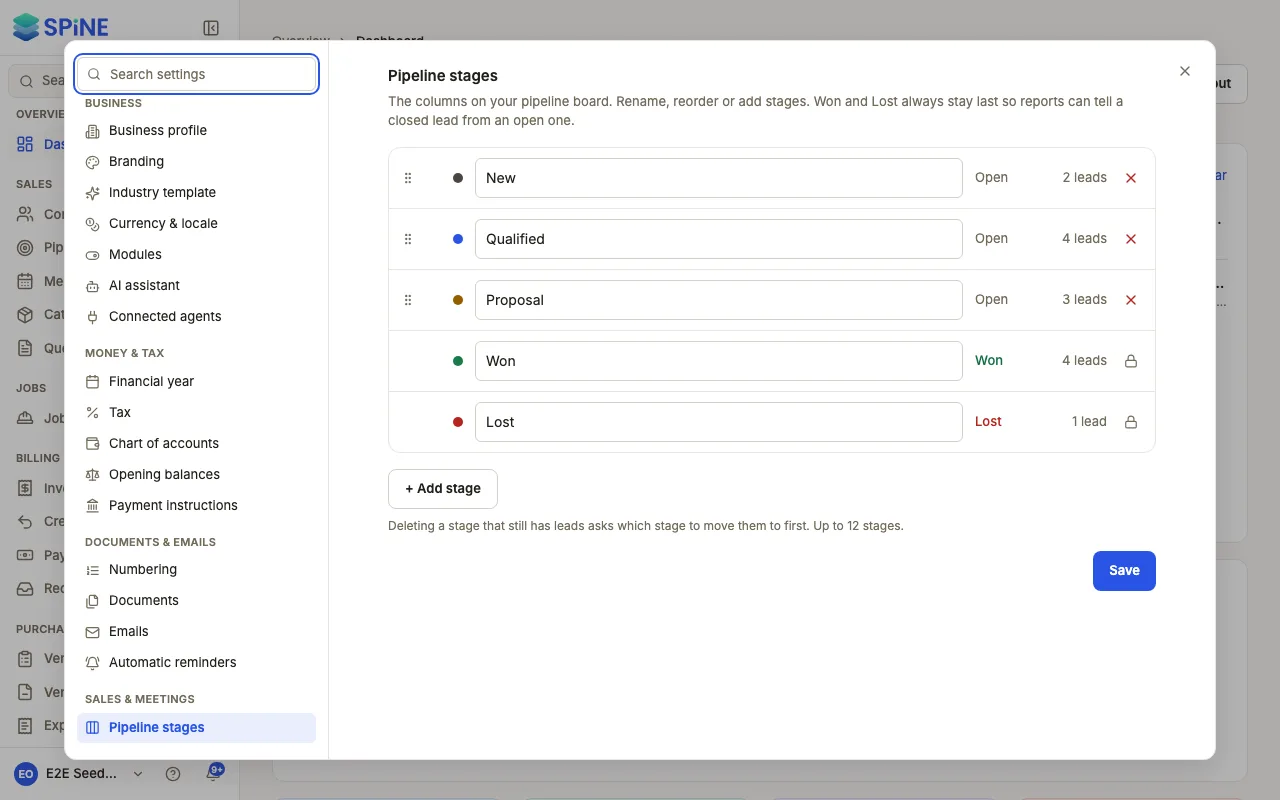 SPiNE
Overview > Dashboard
Search settings
BUSINESS
Business profile
Branding
Industry template
Currency & locale
Modules
AI assistant
Connected agents
MONEY & TAX
Financial year
Tax
Chart of accounts
Opening balances
Payment instructions
DOCUMENTS & EMAILS
Numbering
Documents
Emails
Automatic reminders
SALES & MEETINGS
Pipeline stages
Pipeline stages
The columns on your pipeline board. Rename, reorder or add stages. Won and Lost always stay last so reports can tell a
closed lead from an open one.
New Open 2 leads
Qualified Open 4 leads
Proposal Open 3 leads
Won Won 4 leads
Lost Lost 1 lead
+ Add stage
Deleting a stage that still has leads asks which stage to move them to first. Up to 12 stages.
Save
SALES
JOBS
BILLING
EO E2E Seed... 9+